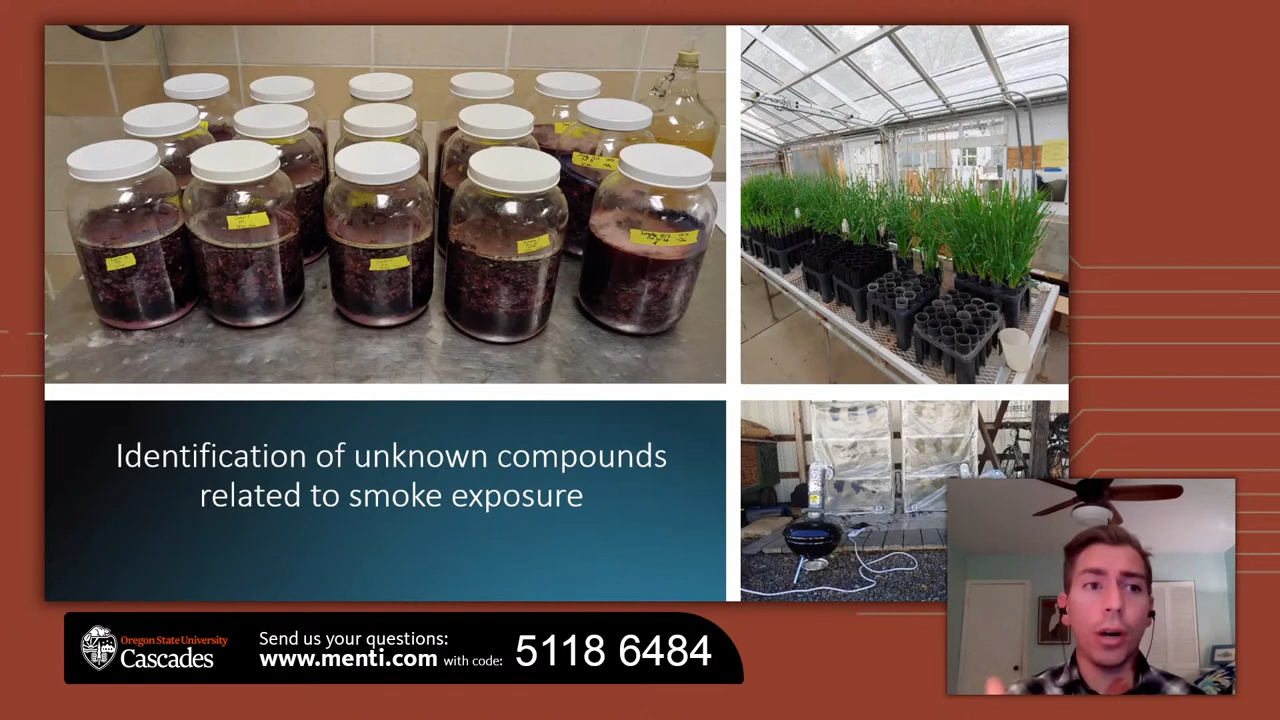 Identification of unknown compounds
related to smoke exposure
Oregon State University
Cascades
Send us your questions:
www.menti.com with code:
5118 6484